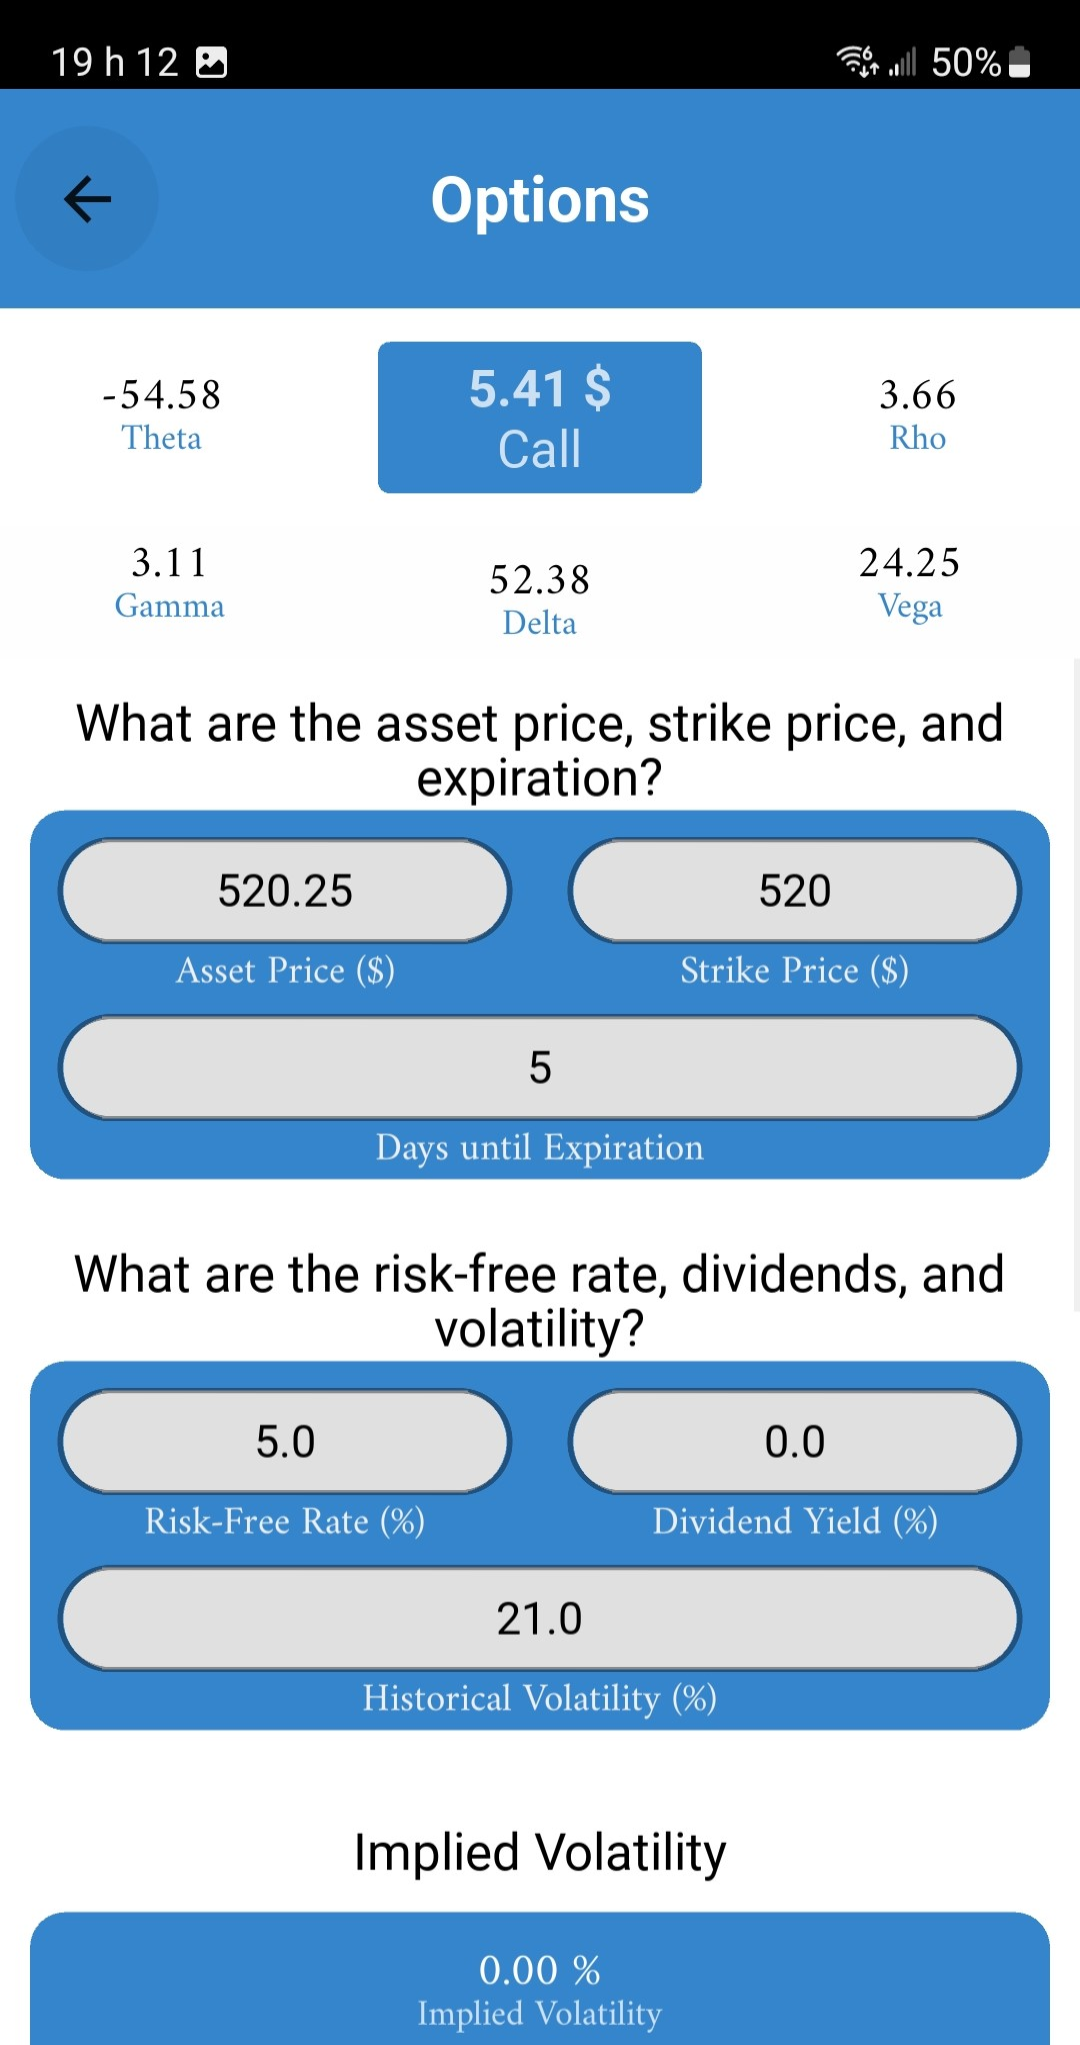 19 h 12
50%
Options
-54.58
Theta
5.41 $
Call
3.66
Rho
3.11
Gamma
52.38
Delta
24.25
Vega
What are the asset price, strike price, and
expiration?
520.25
520
Asset Price ($)
Strike Price ($)
5
Days until Expiration
What are the risk-free rate, dividends, and
volatility?
5.0
0.0
Risk-Free Rate (%)
Dividend Yield (%)
21.0
Historical Volatility (%)
Implied Volatility
0.00 %
Implied Volatility